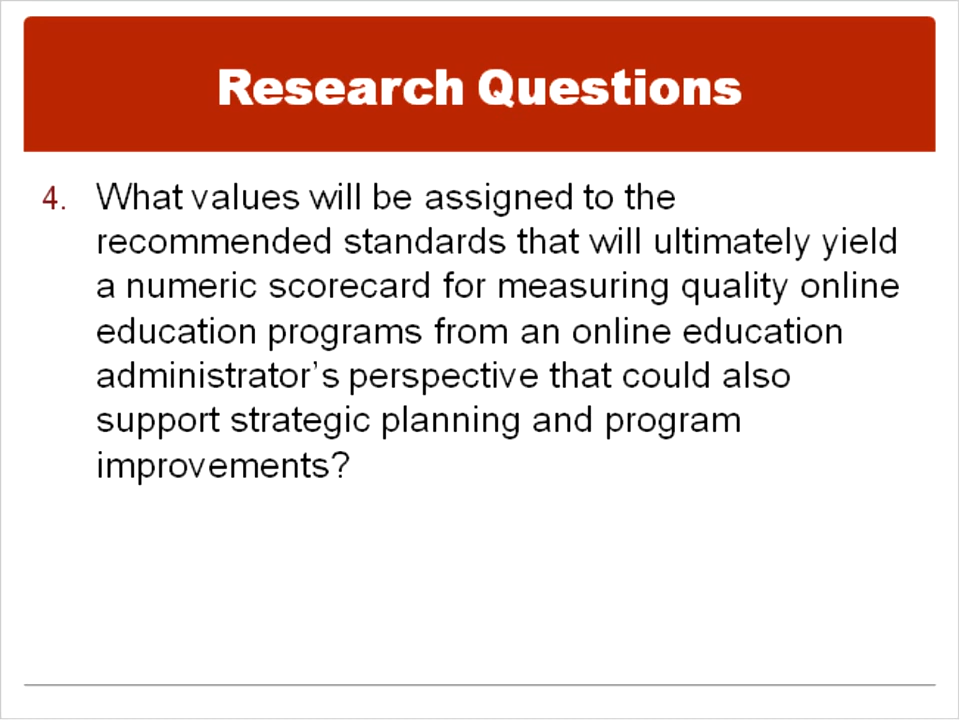 Research Questions
4. What values will be assigned to the
recommended standards that will ultimately yield
a numeric scorecard for measuring quality online
education programs from an online education
administrator's perspective that could also
support strategic planning and program
improvements?